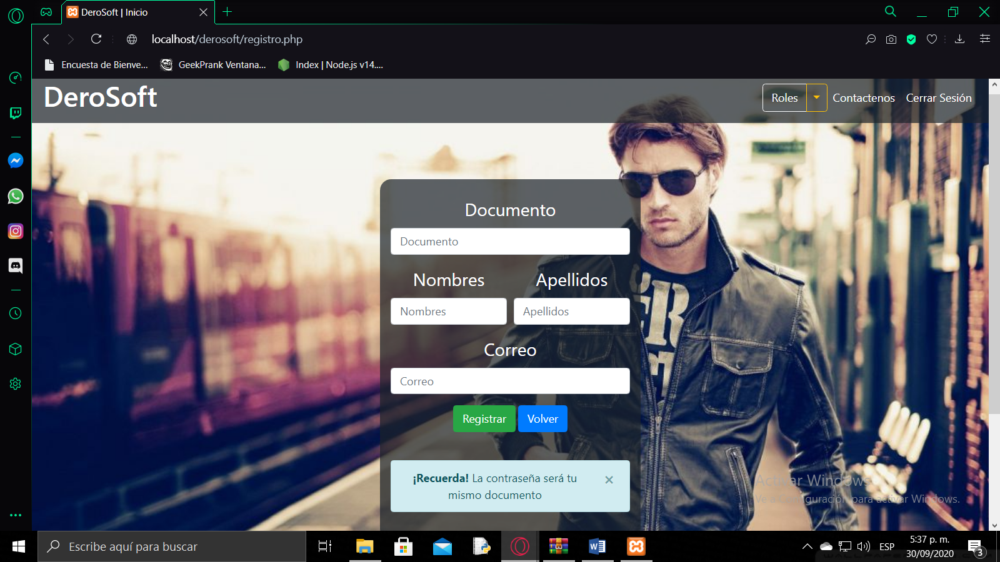 DeroSoft | Inicio
localhost/derosoft/registro.php
Encuesta de Bienve...
GeekPrank Ventana...
Index | Node.js v14....
DeroSoft
Roles
Contactenos
Cerrar Sesión
Documento
Documento
Nombres
Apellidos
Nombres
Apellidos
Correo
Correo
Registrar
Volver
¡Recuerda! La contraseña será tu
mismo documento
×
Activar Windows
Ve a Configuración para activar Windows.
Escribe aquí para buscar
ESP
5:37 p. m.
30/09/2020
3